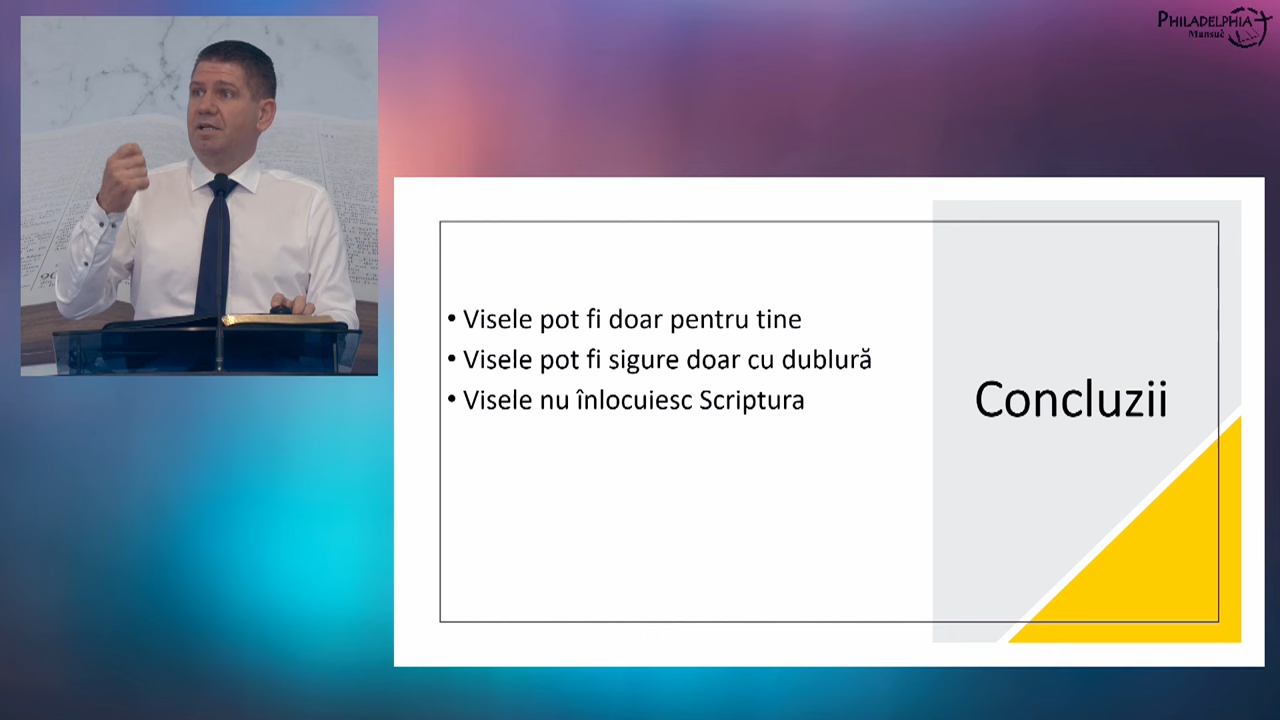 PHILADELPHIA
Mansuè
• Visele pot fi doar pentru tine
• Visele pot fi sigure doar cu dublură
• Visele nu înlocuiesc Scriptura
Concluzii